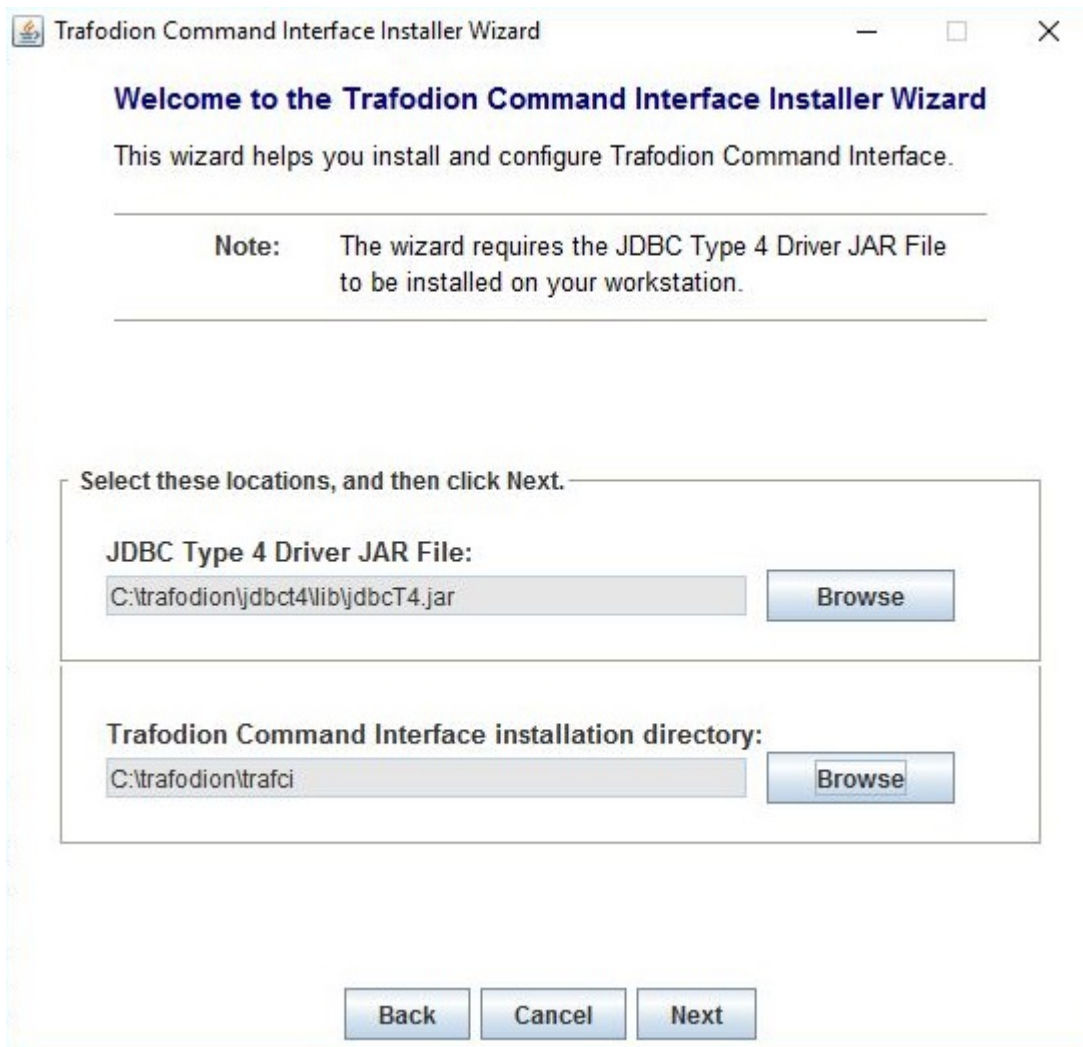 Trafodion Command Interface Installer Wizard
Welcome to the Trafodion Command Interface Installer Wizard
This wizard helps you install and configure Trafodion Command Interface.
Note: The wizard requires the JDBC Type 4 Driver JAR File
to be installed on your workstation.
Select these locations, and then click Next.
JDBC Type 4 Driver JAR File:
C:\trafodion\jdbct4\lib\jdbcT4.jar Browse
Trafodion Command Interface installation directory:
C:\trafodion\trafci Browse
Back Cancel Next